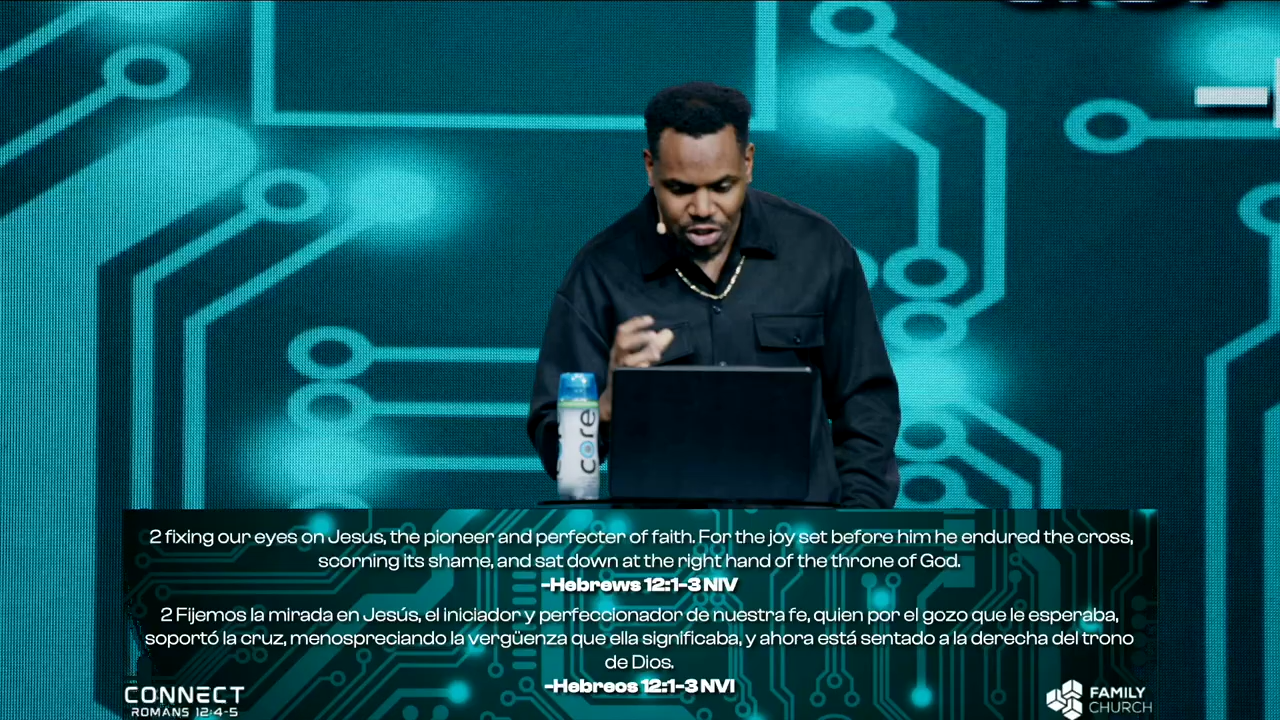 core
2 fixing our eyes on Jesus, the pioneer and perfecter of faith. For the joy set before him he endured the cross,
scorning its shame, and sat down at the right hand of the throne of God.
-Hebrews 12:1-3 NIV
2 Fijemos la mirada en Jesús, el iniciador y perfeccionador de nuestra fe, quien por el gozo que le esperaba,
soportó la cruz, menospreciando la vergüenza que ella significaba, y ahora está sentado a la derecha del trono
de Dios.
-Hebreos 12:1-3 NVI
CONNECT
ROMANS 12:4-5
FAMILY
CHURCH